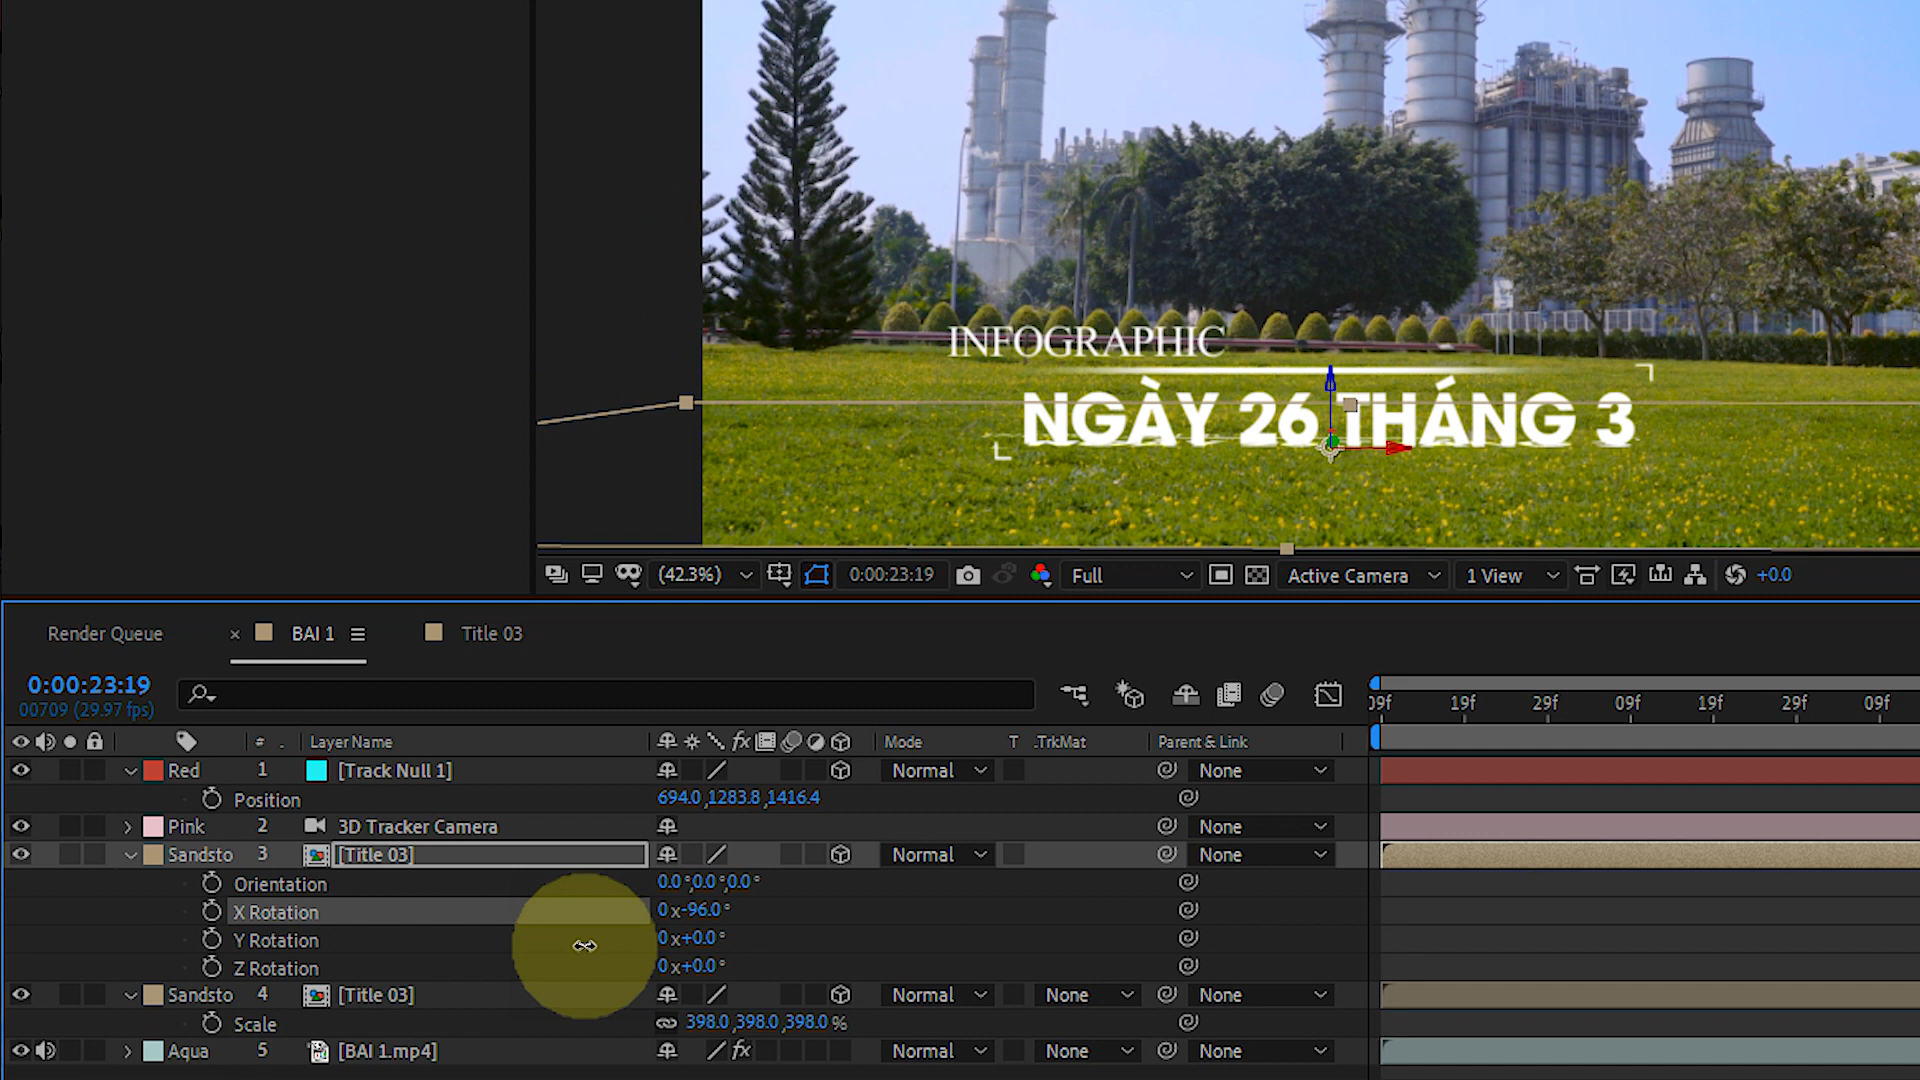 INFOGRAPHIC
NGÀY 26 THÁNG 3
(42.3%) 0:00:23:19 Full Active Camera 1 View +0.0
Render Queue × BAI 1 Title 03
0:00:23:19
00709 (29.97 fps)
09f 19f 29f 09f 19f 29f 09f
# . Layer Name fx Mode T .TrkMat Parent & Link
Red 1 [Track Null 1] Normal None
Position 694.0,1283.8,1416.4
Pink 2 3D Tracker Camera None
Sandsto 3 [Title 03] Normal None
Orientation 0.0°,0.0°,0.0°
X Rotation 0x-96.0°
Y Rotation 0x+0.0°
Z Rotation 0x+0.0°
Sandsto 4 [Title 03] Normal None None
Scale 398.0,398.0,398.0%
Aqua 5 [BAI 1.mp4] fx Normal None None